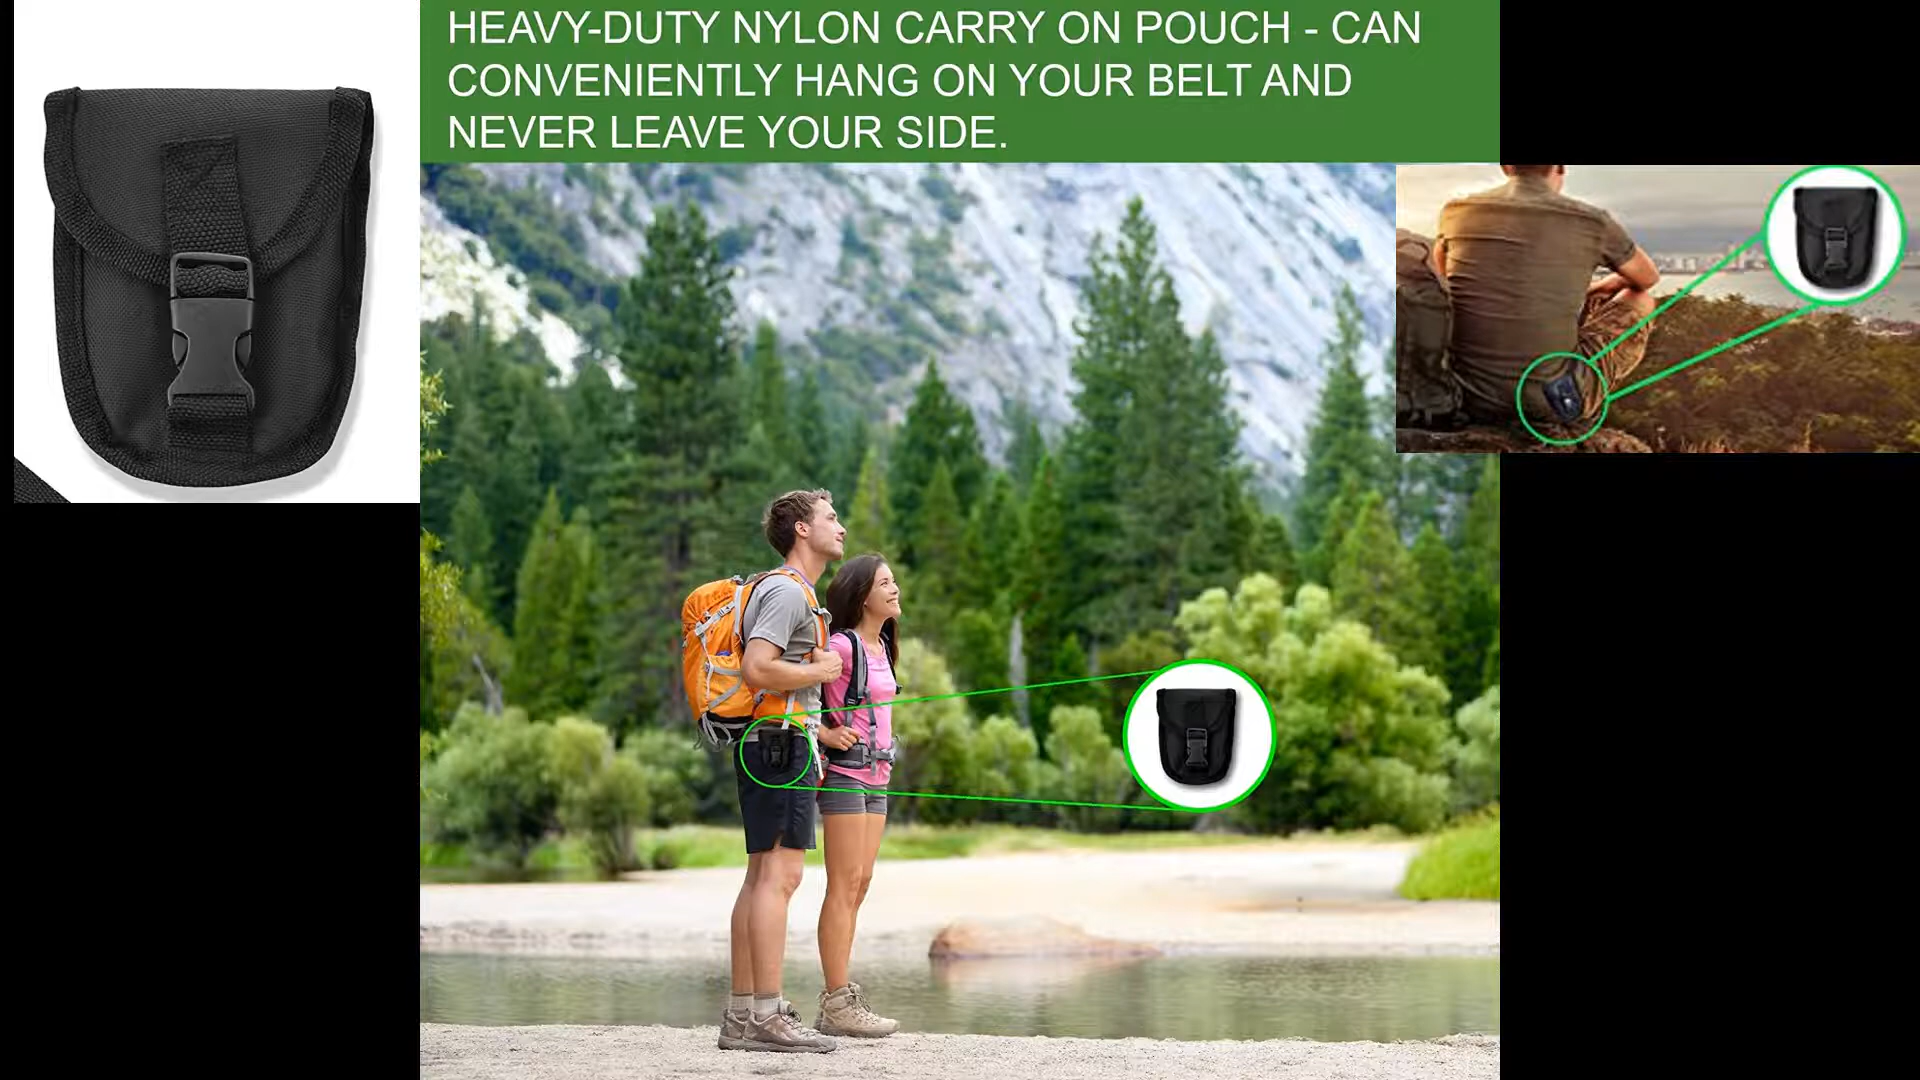 HEAVY-DUTY NYLON CARRY ON POUCH - CAN
CONVENIENTLY HANG ON YOUR BELT AND
NEVER LEAVE YOUR SIDE.